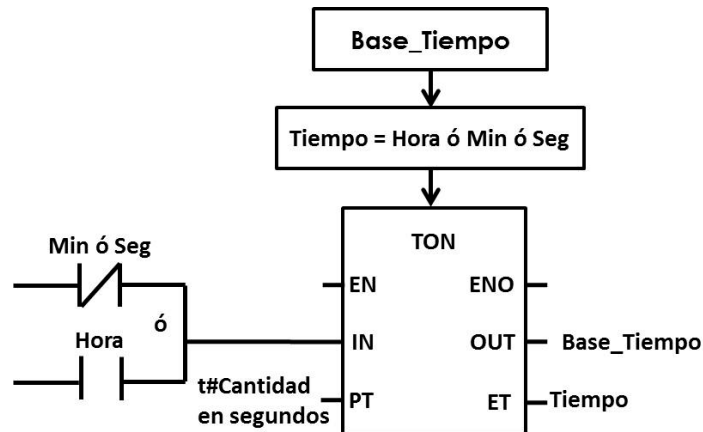 Base_Tiempo
Tiempo = Hora ó Min ó Seg
TON
Min ó Seg
EN ENO
ó
Hora
IN OUT Base_Tiempo
t#Cantidad
en segundos
PT ET Tiempo